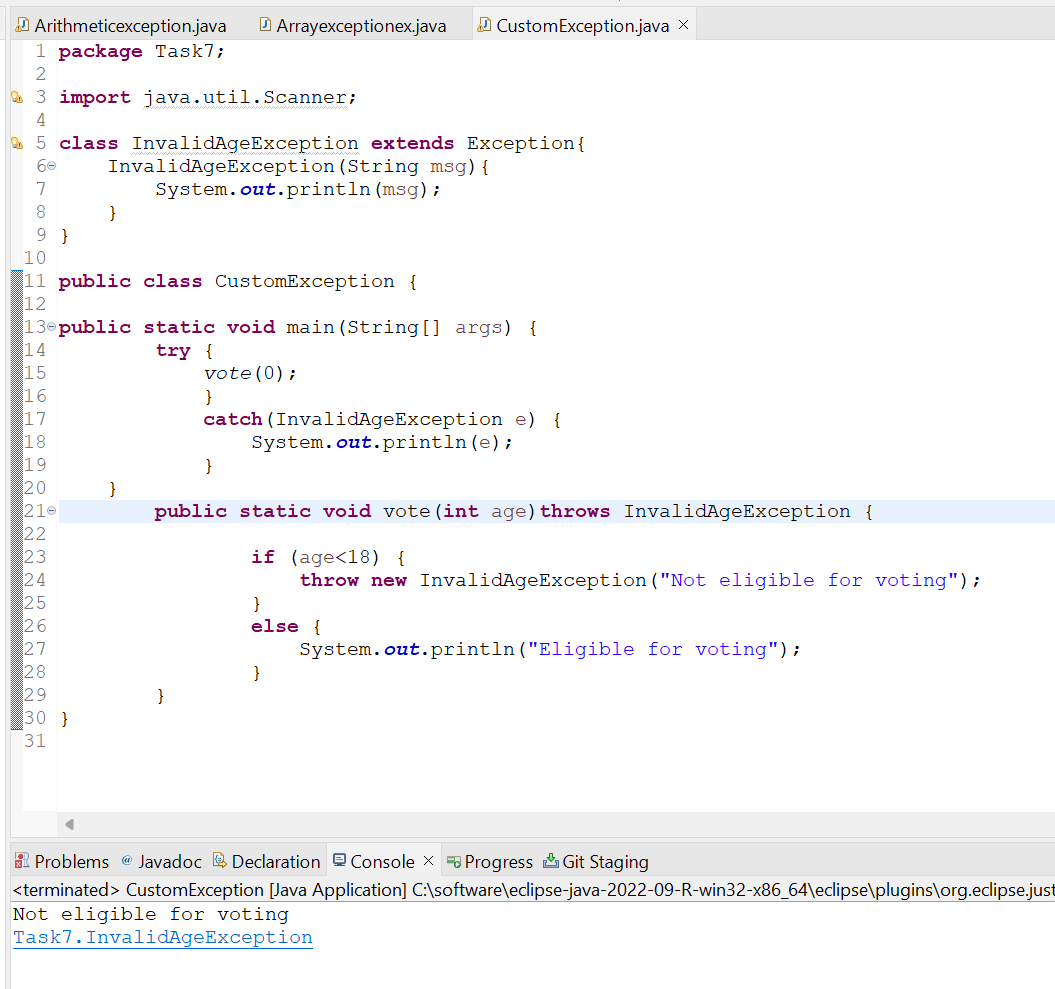 Arithmeticexception.java Arrayexceptionex.java CustomException.java
1 package Task7;
2
3 import java.util.Scanner;
4
5 class InvalidAgeException extends Exception{
6 InvalidAgeException(String msg){
7 System.out.println(msg);
8 }
9 }
10
11 public class CustomException {
12
13 public static void main(String[] args) {
14 try {
15 vote(0);
16 }
17 catch(InvalidAgeException e) {
18 System.out.println(e);
19 }
20 }
21 public static void vote(int age)throws InvalidAgeException {
22
23 if (age<18) {
24 throw new InvalidAgeException("Not eligible for voting");
25 }
26 else {
27 System.out.println("Eligible for voting");
28 }
29 }
30 }
31
Problems @ Javadoc Declaration Console Progress Git Staging
<terminated> CustomException [Java Application] C:\software\eclipse-java-2022-09-R-win32-x86_64\eclipse\plugins\org.eclipse.just
Not eligible for voting
Task7.InvalidAgeException